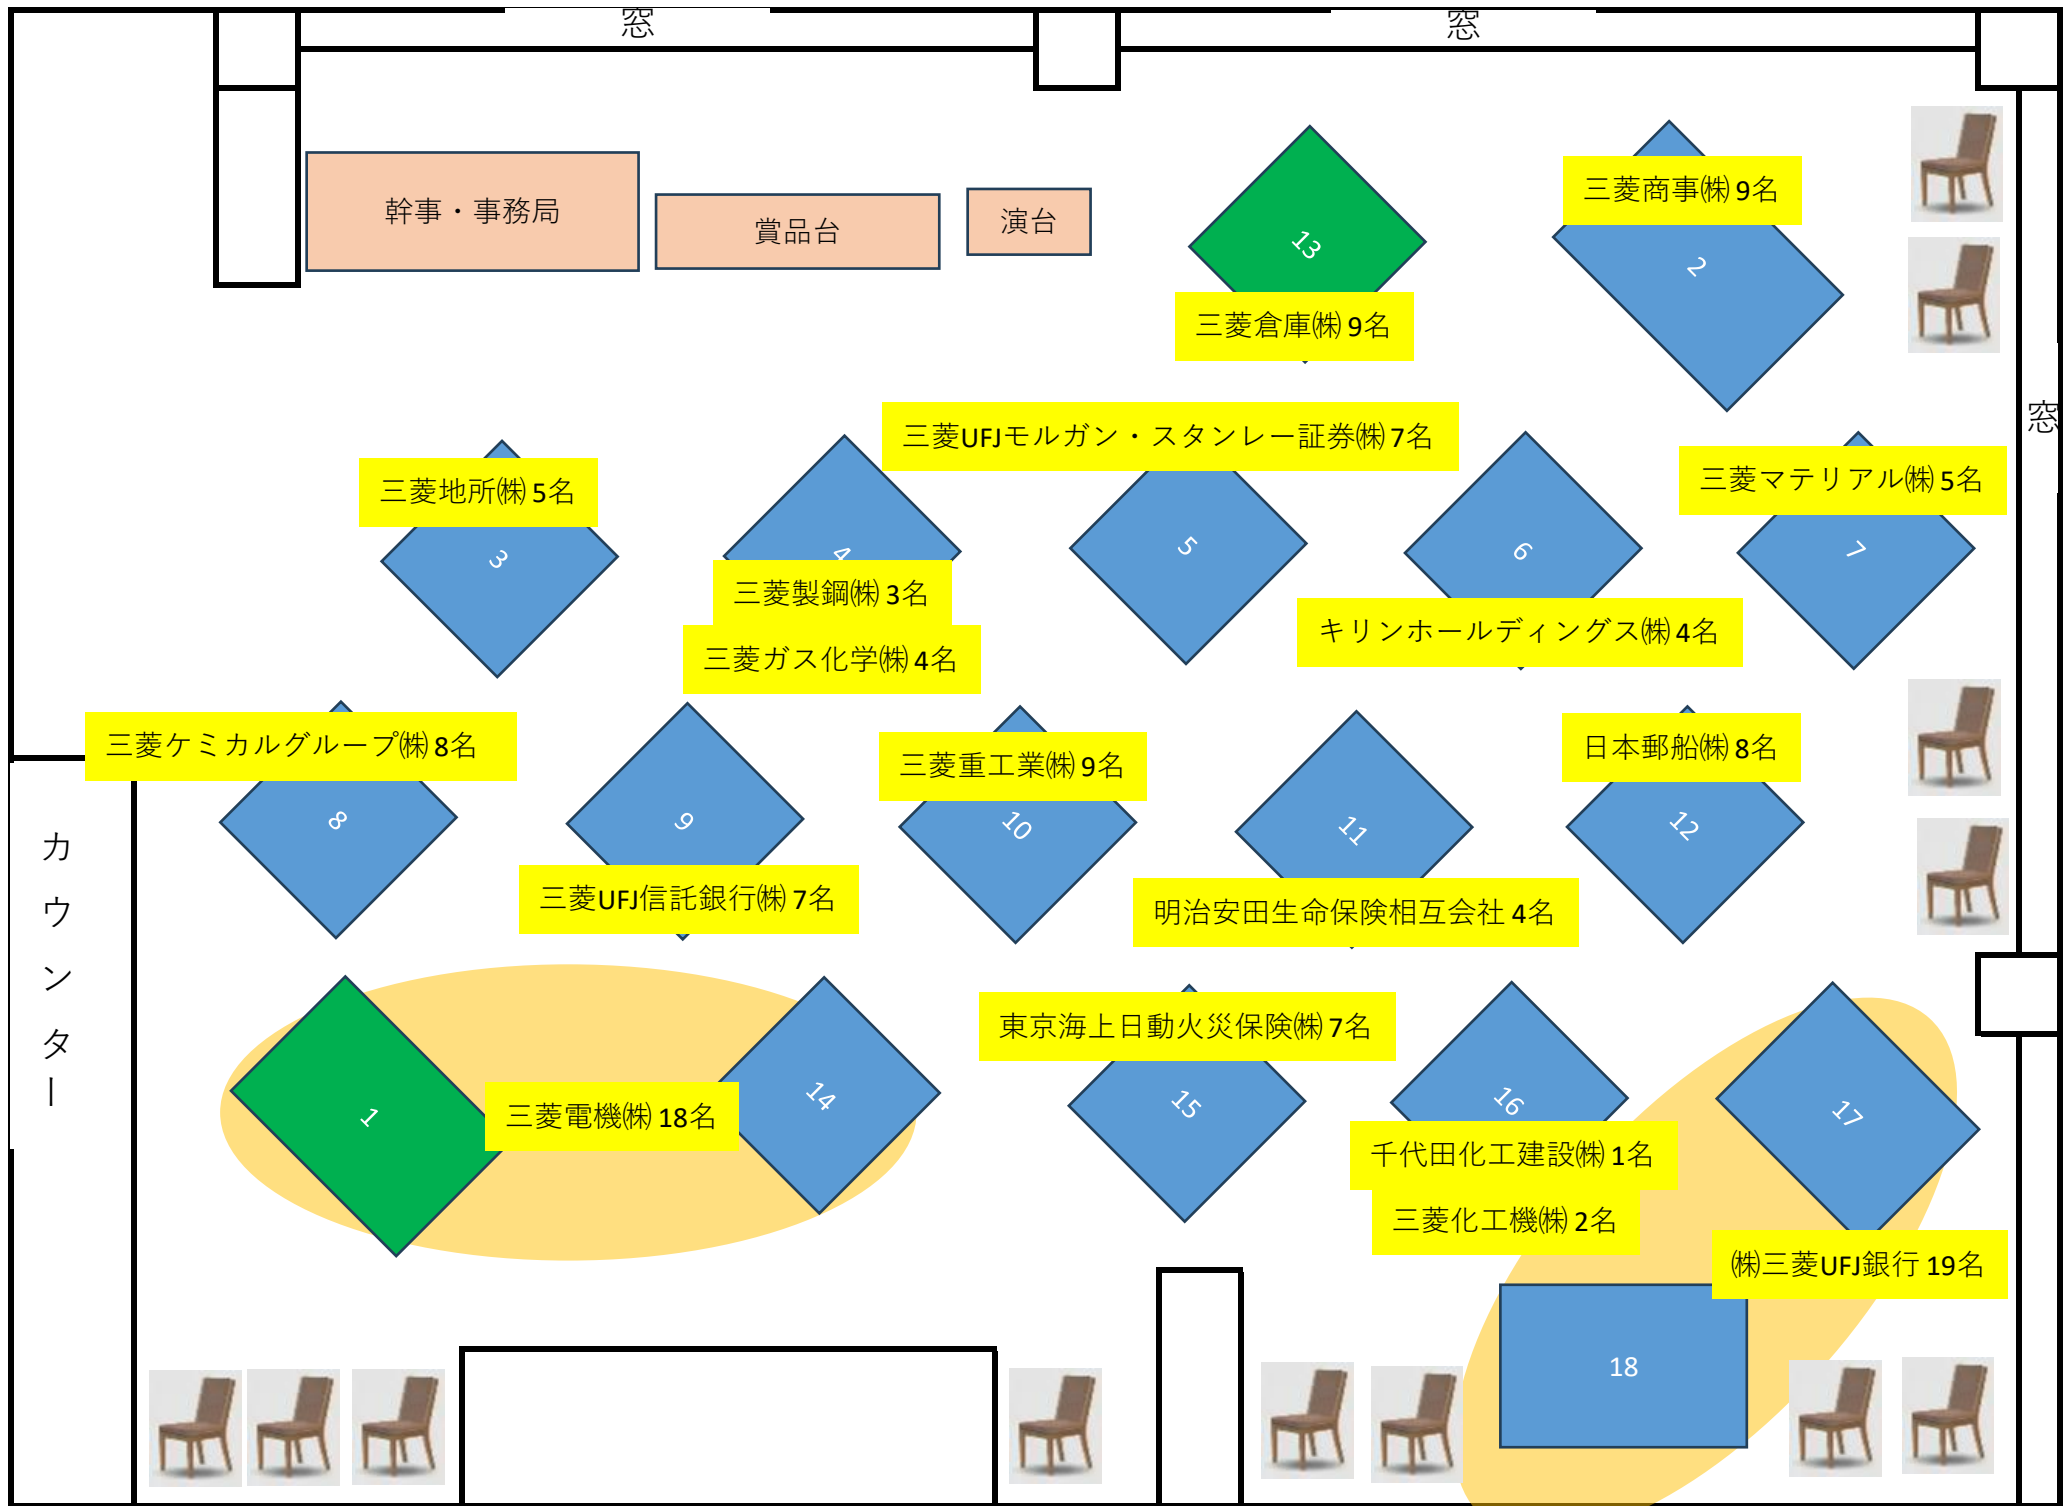 窓
窓
幹事・事務局
賞品台
演台
13
三菱倉庫㈱ 9名
三菱商事㈱ 9名
2
窓
三菱地所㈱ 5名
3
4
三菱製鋼㈱ 3名
三菱ガス化学㈱ 4名
三菱UFJモルガン・スタンレー証券㈱ 7名
5
6
キリンホールディングス㈱ 4名
三菱マテリアル㈱ 5名
7
三菱ケミカルグループ㈱ 8名
8
9
三菱UFJ信託銀行㈱ 7名
三菱重工業㈱ 9名
10
11
明治安田生命保険相互会社 4名
日本郵船㈱ 8名
12
カウンター
1
三菱電機㈱ 18名
14
東京海上日動火災保険㈱ 7名
15
16
千代田化工建設㈱ 1名
三菱化工機㈱ 2名
17
㈱三菱UFJ銀行 19名
18